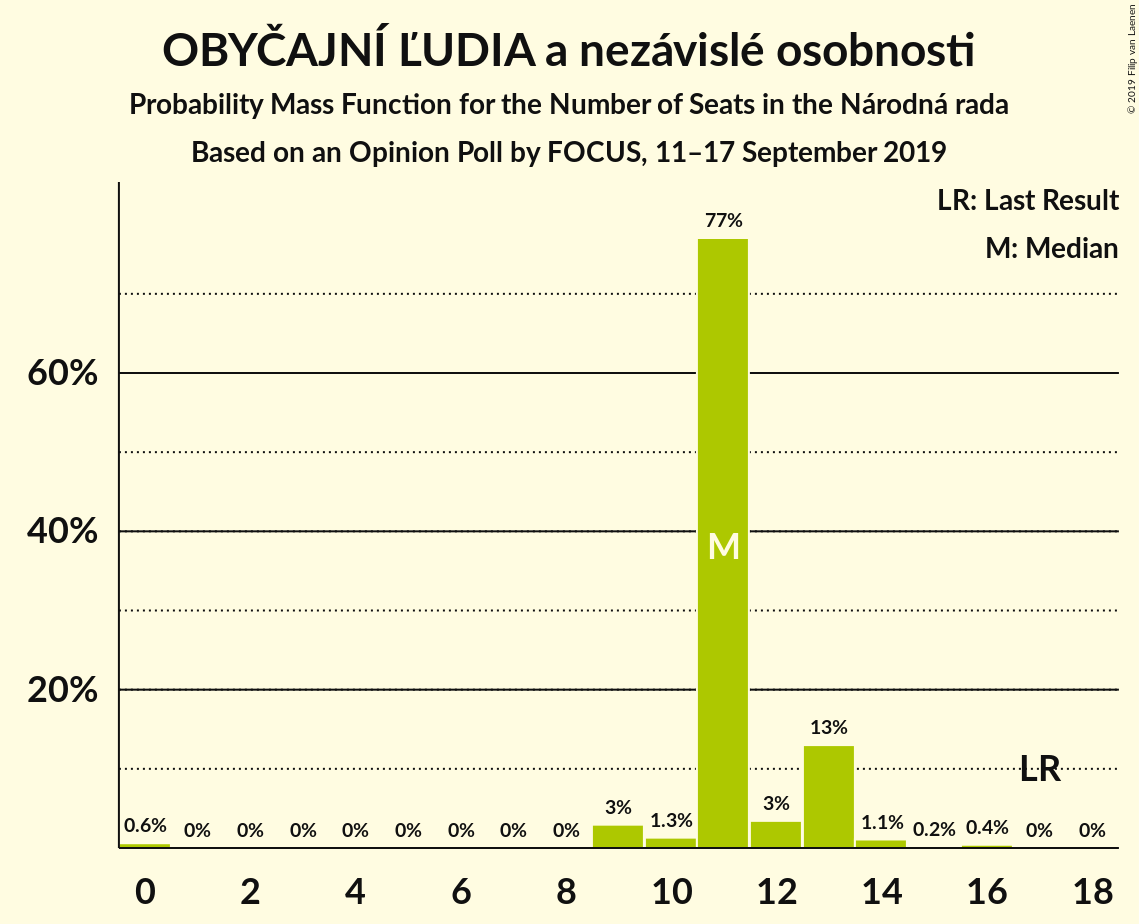 OBYČAJNÍ ĽUDIA a nezávislé osobnosti
Probability Mass Function for the Number of Seats in the Národná rada
Based on an Opinion Poll by FOCUS, 11–17 September 2019
© 2019 Filip van Laenen
LR: Last Result
M: Median
77%
60%
40%
M
20%
13%
LR
0.6% 0% 0% 0% 0% 0% 0% 0% 0% 3% 1.3% 3% 1.1% 0.2% 0.4% 0% 0%
0 2 4 6 8 10 12 14 16 18